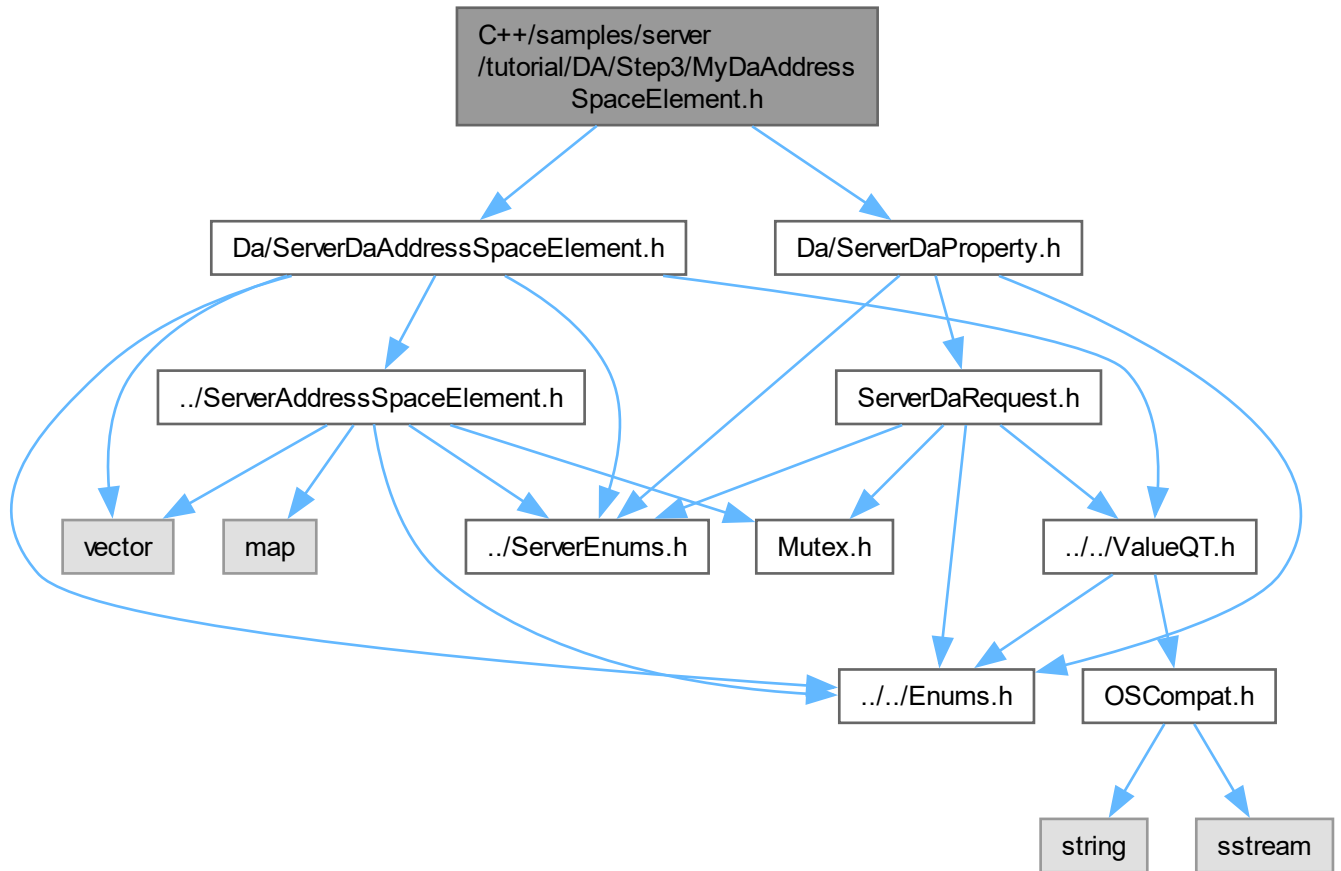 C++/samples/server
/tutorial/DA/Step3/MyDaAddress
SpaceElement.h
Da/ServerDaAddressSpaceElement.h
Da/ServerDaProperty.h
../ServerAddressSpaceElement.h
ServerDaRequest.h
vector
map
../ServerEnums.h
Mutex.h
../../ValueQT.h
../../Enums.h
OSCompat.h
string
sstream